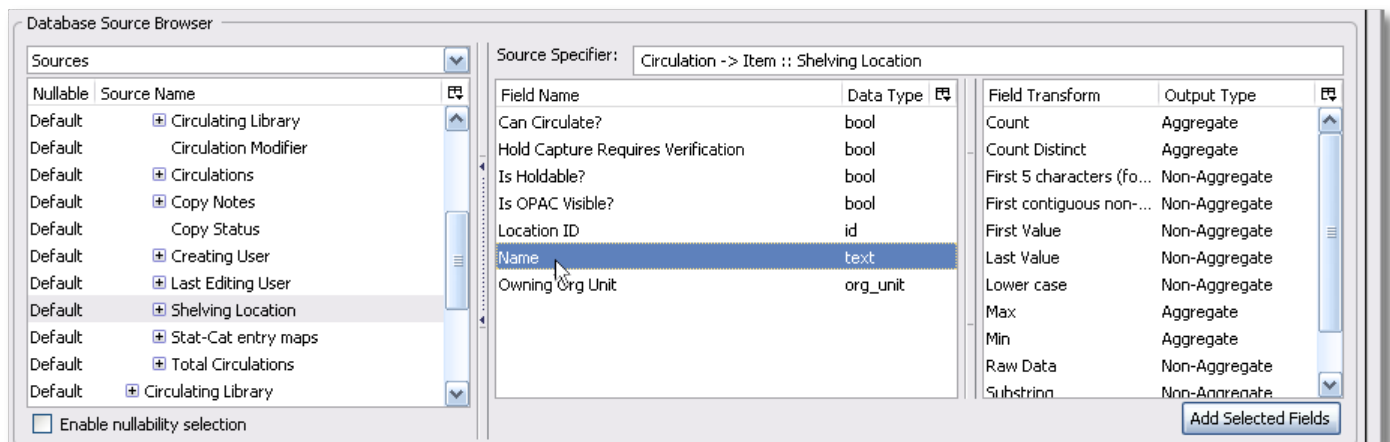 Database Source Browser
Sources
Nullable Source Name
Default Circulating Library
Default Circulation Modifier
Default Circulations
Default Copy Notes
Default Copy Status
Default Creating User
Default Last Editing User
Default Shelving Location
Default Stat-Cat entry maps
Default Total Circulations
Default Circulating Library
Enable nullability selection
Source Specifier: Circulation -> Item :: Shelving Location
Field Name Data Type
Can Circulate? bool
Hold Capture Requires Verification bool
Is Holdable? bool
Is OPAC Visible? bool
Location ID id
Name text
Owning Org Unit org_unit
Field Transform Output Type
Count Aggregate
Count Distinct Aggregate
First 5 characters (fo... Non-Aggregate
First contiguous non-... Non-Aggregate
First Value Non-Aggregate
Last Value Non-Aggregate
Lower case Non-Aggregate
Max Aggregate
Min Aggregate
Raw Data Non-Aggregate
Substring Non-Aggregate
Add Selected Fields